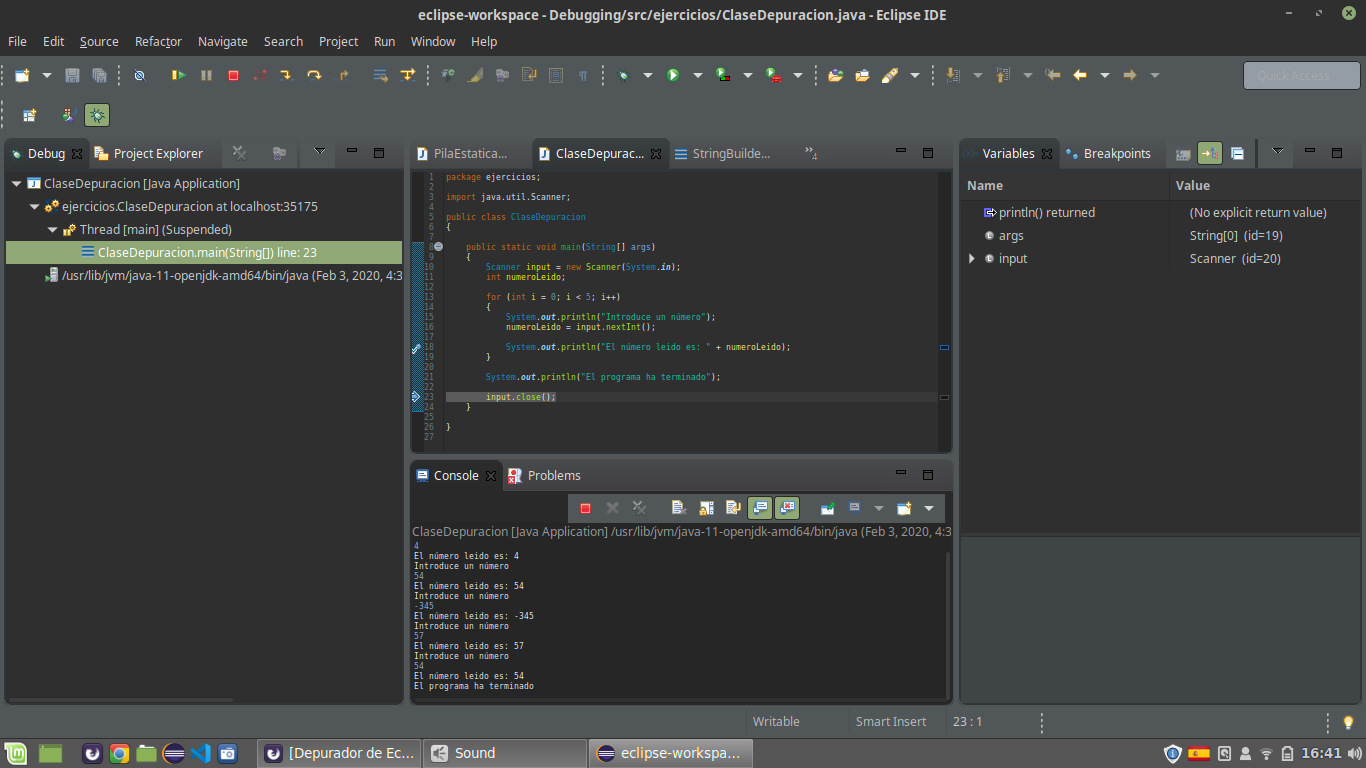 eclipse-workspace - Debugging/src/ejercicios/ClaseDepuracion.java - Eclipse IDE
File Edit Source Refactor Navigate Search Project Run Window Help
Quick Access
Debug Project Explorer
ClaseDepuracion [Java Application]
ejercicios.ClaseDepuracion at localhost:35175
Thread [main] (Suspended)
ClaseDepuracion.main(String[]) line: 23
/usr/lib/jvm/java-11-openjdk-amd64/bin/java (Feb 3, 2020, 4:3
PilaEstatica... ClaseDepurac... StringBuilde... »4
1 package ejercicios;
2
3 import java.util.Scanner;
4
5 public class ClaseDepuracion
6 {
7
8 public static void main(String[] args)
9 {
10 Scanner input = new Scanner(System.in);
11 int numeroLeido;
12
13 for (int i = 0; i < 5; i++)
14 {
15 System.out.println("Introduce un número");
16 numeroLeido = input.nextInt();
17
18 System.out.println("El número leido es: " + numeroLeido);
19 }
20
21 System.out.println("El programa ha terminado");
22
23 input.close();
24 }
25
26 }
27
Console Problems
ClaseDepuracion [Java Application] /usr/lib/jvm/java-11-openjdk-amd64/bin/java (Feb 3, 2020, 4:3
4
El número leido es: 4
Introduce un número
54
El número leido es: 54
Introduce un número
-345
El número leido es: -345
Introduce un número
57
El número leido es: 57
Introduce un número
54
El número leido es: 54
El programa ha terminado
Variables Breakpoints
Name Value
println() returned (No explicit return value)
args String[0] (id=19)
input Scanner (id=20)
Writable Smart Insert 23 : 1
[Depurador de Ec... Sound eclipse-workspa... 16:41